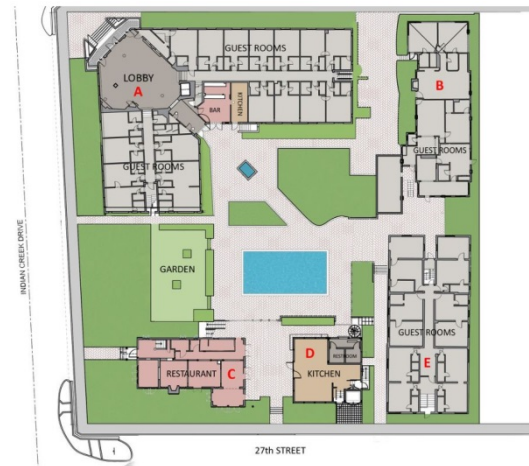 GUEST ROOMS
LOBBY
A
BAR
KITCHEN
B
GUEST ROOMS
GUEST ROOMS
INDIAN CREEK DRIVE
GARDEN
GUEST ROOMS
D
RESTROOM
E
RESTAURANT
C
KITCHEN
27th STREET